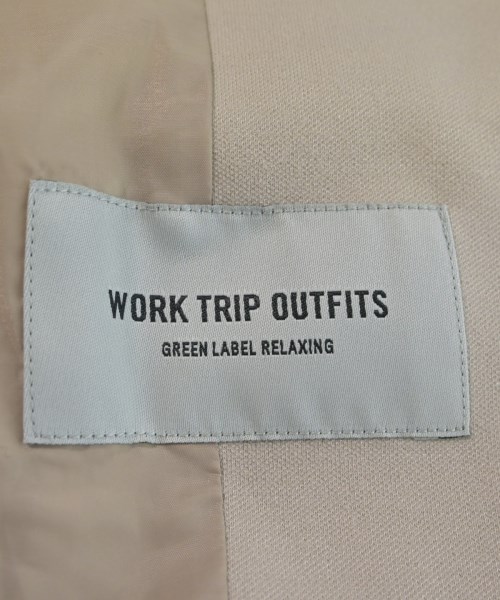 WORK TRIP OUTFITS
GREEN LABEL RELAXING